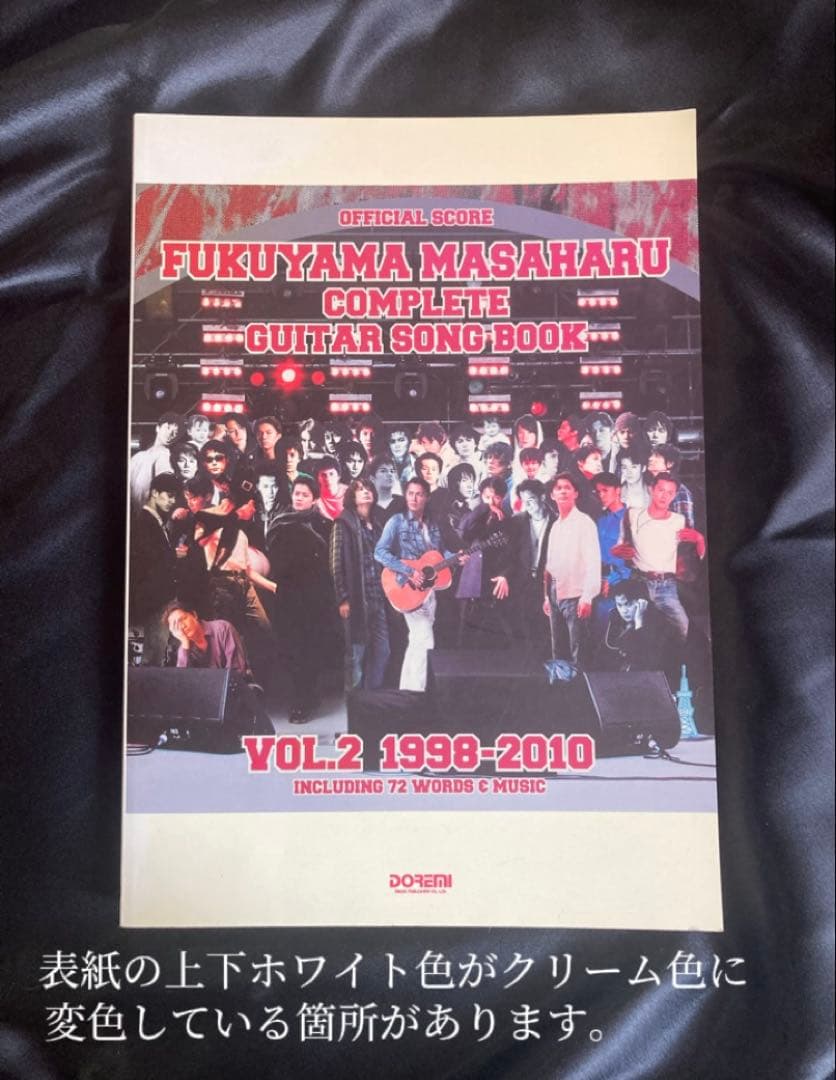 OFFICIAL SCORE
FUKUYAMA MASAHARU
COMPLETE
GUITAR SONG BOOK
VOL.2 1998-2010
INCLUDING 72 WORDS & MUSIC
DOREMI
表紙の上下ホワイト色がクリーム色に
変色している箇所があります。